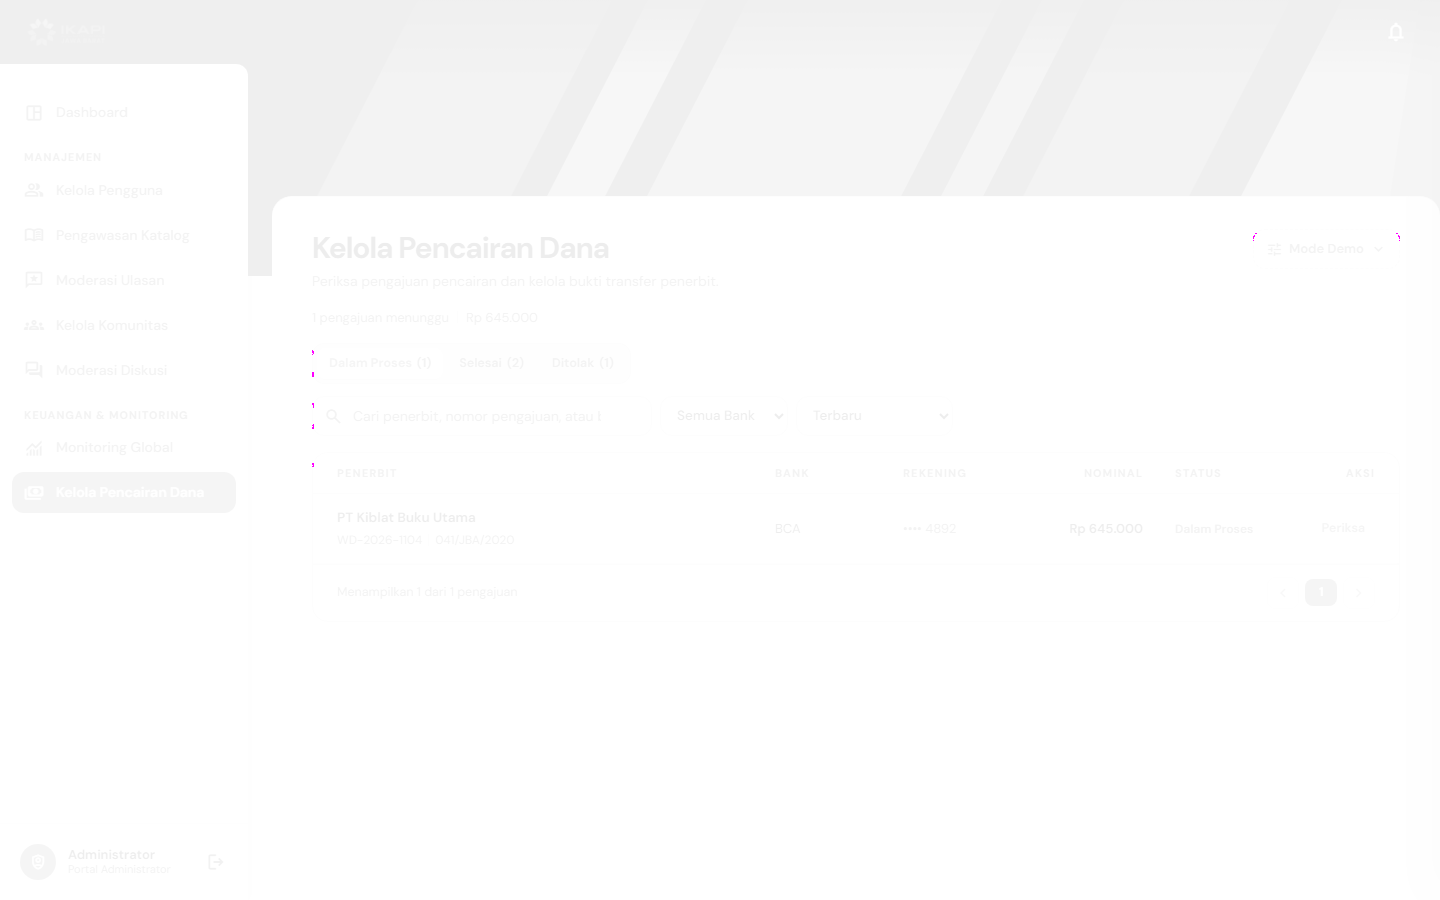 Dashboard
MANAJEMEN
Kelola Pengguna
Pengawasan Katalog
Moderasi Ulasan
Kelola Komunitas
Moderasi Diskusi
KEUANGAN & MONITORING
Monitoring Global
Kelola Pencairan Dana
Administrator
Portal Administrator
Kelola Pencairan Dana
Mode Demo
Periksa pengajuan pencairan dan kelola bukti transfer penerbit.
1 pengajuan menunggu Rp 645.000
Dalam Proses (1) Selesai (2) Ditolak (1)
Cari penerbit, nomor pengajuan, atau l Semua Bank Terbaru
PENERBIT BANK REKENING NOMINAL STATUS AKSI
PT Kiblat Buku Utama
WD-2026-1104 · 041/JBA/2020 BCA •••• 4892 Rp 645.000 Dalam Proses Periksa
Menampilkan 1 dari 1 pengajuan 1